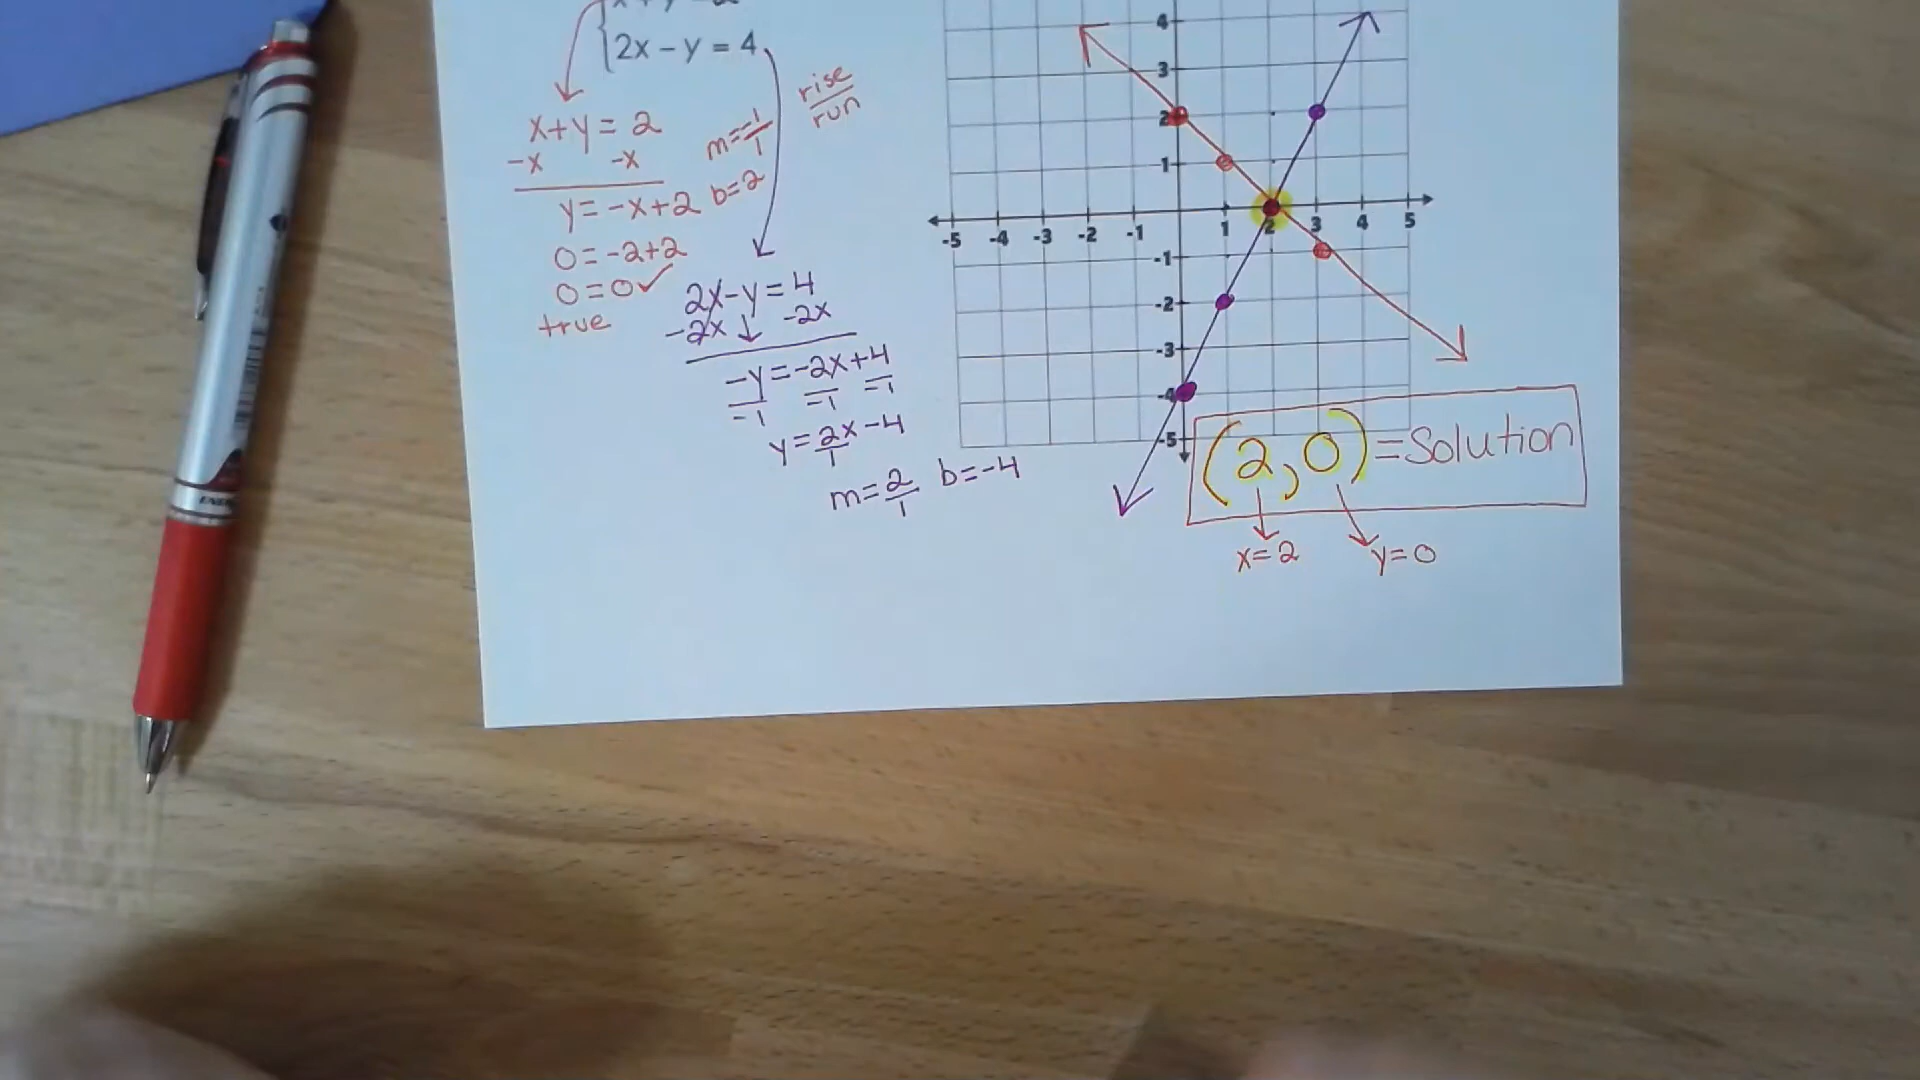 2x – y = 4
x+y = 2
-x -x
y = -x+2
0 = -2+2
0 = 0 ✓
true
m = -1/1
b = 2
rise
run
2x-y = 4
-2x ↓ -2x
-y = -2x+4
-1 -1 -1
y = 2/1x-4
m = 2/1 b = -4
4
3
2
1
-5 -4 -3 -2 -1 1 2 3 4 5
-1
-2
-3
-4
-5
(2,0) = Solution
x = 2 y = 0